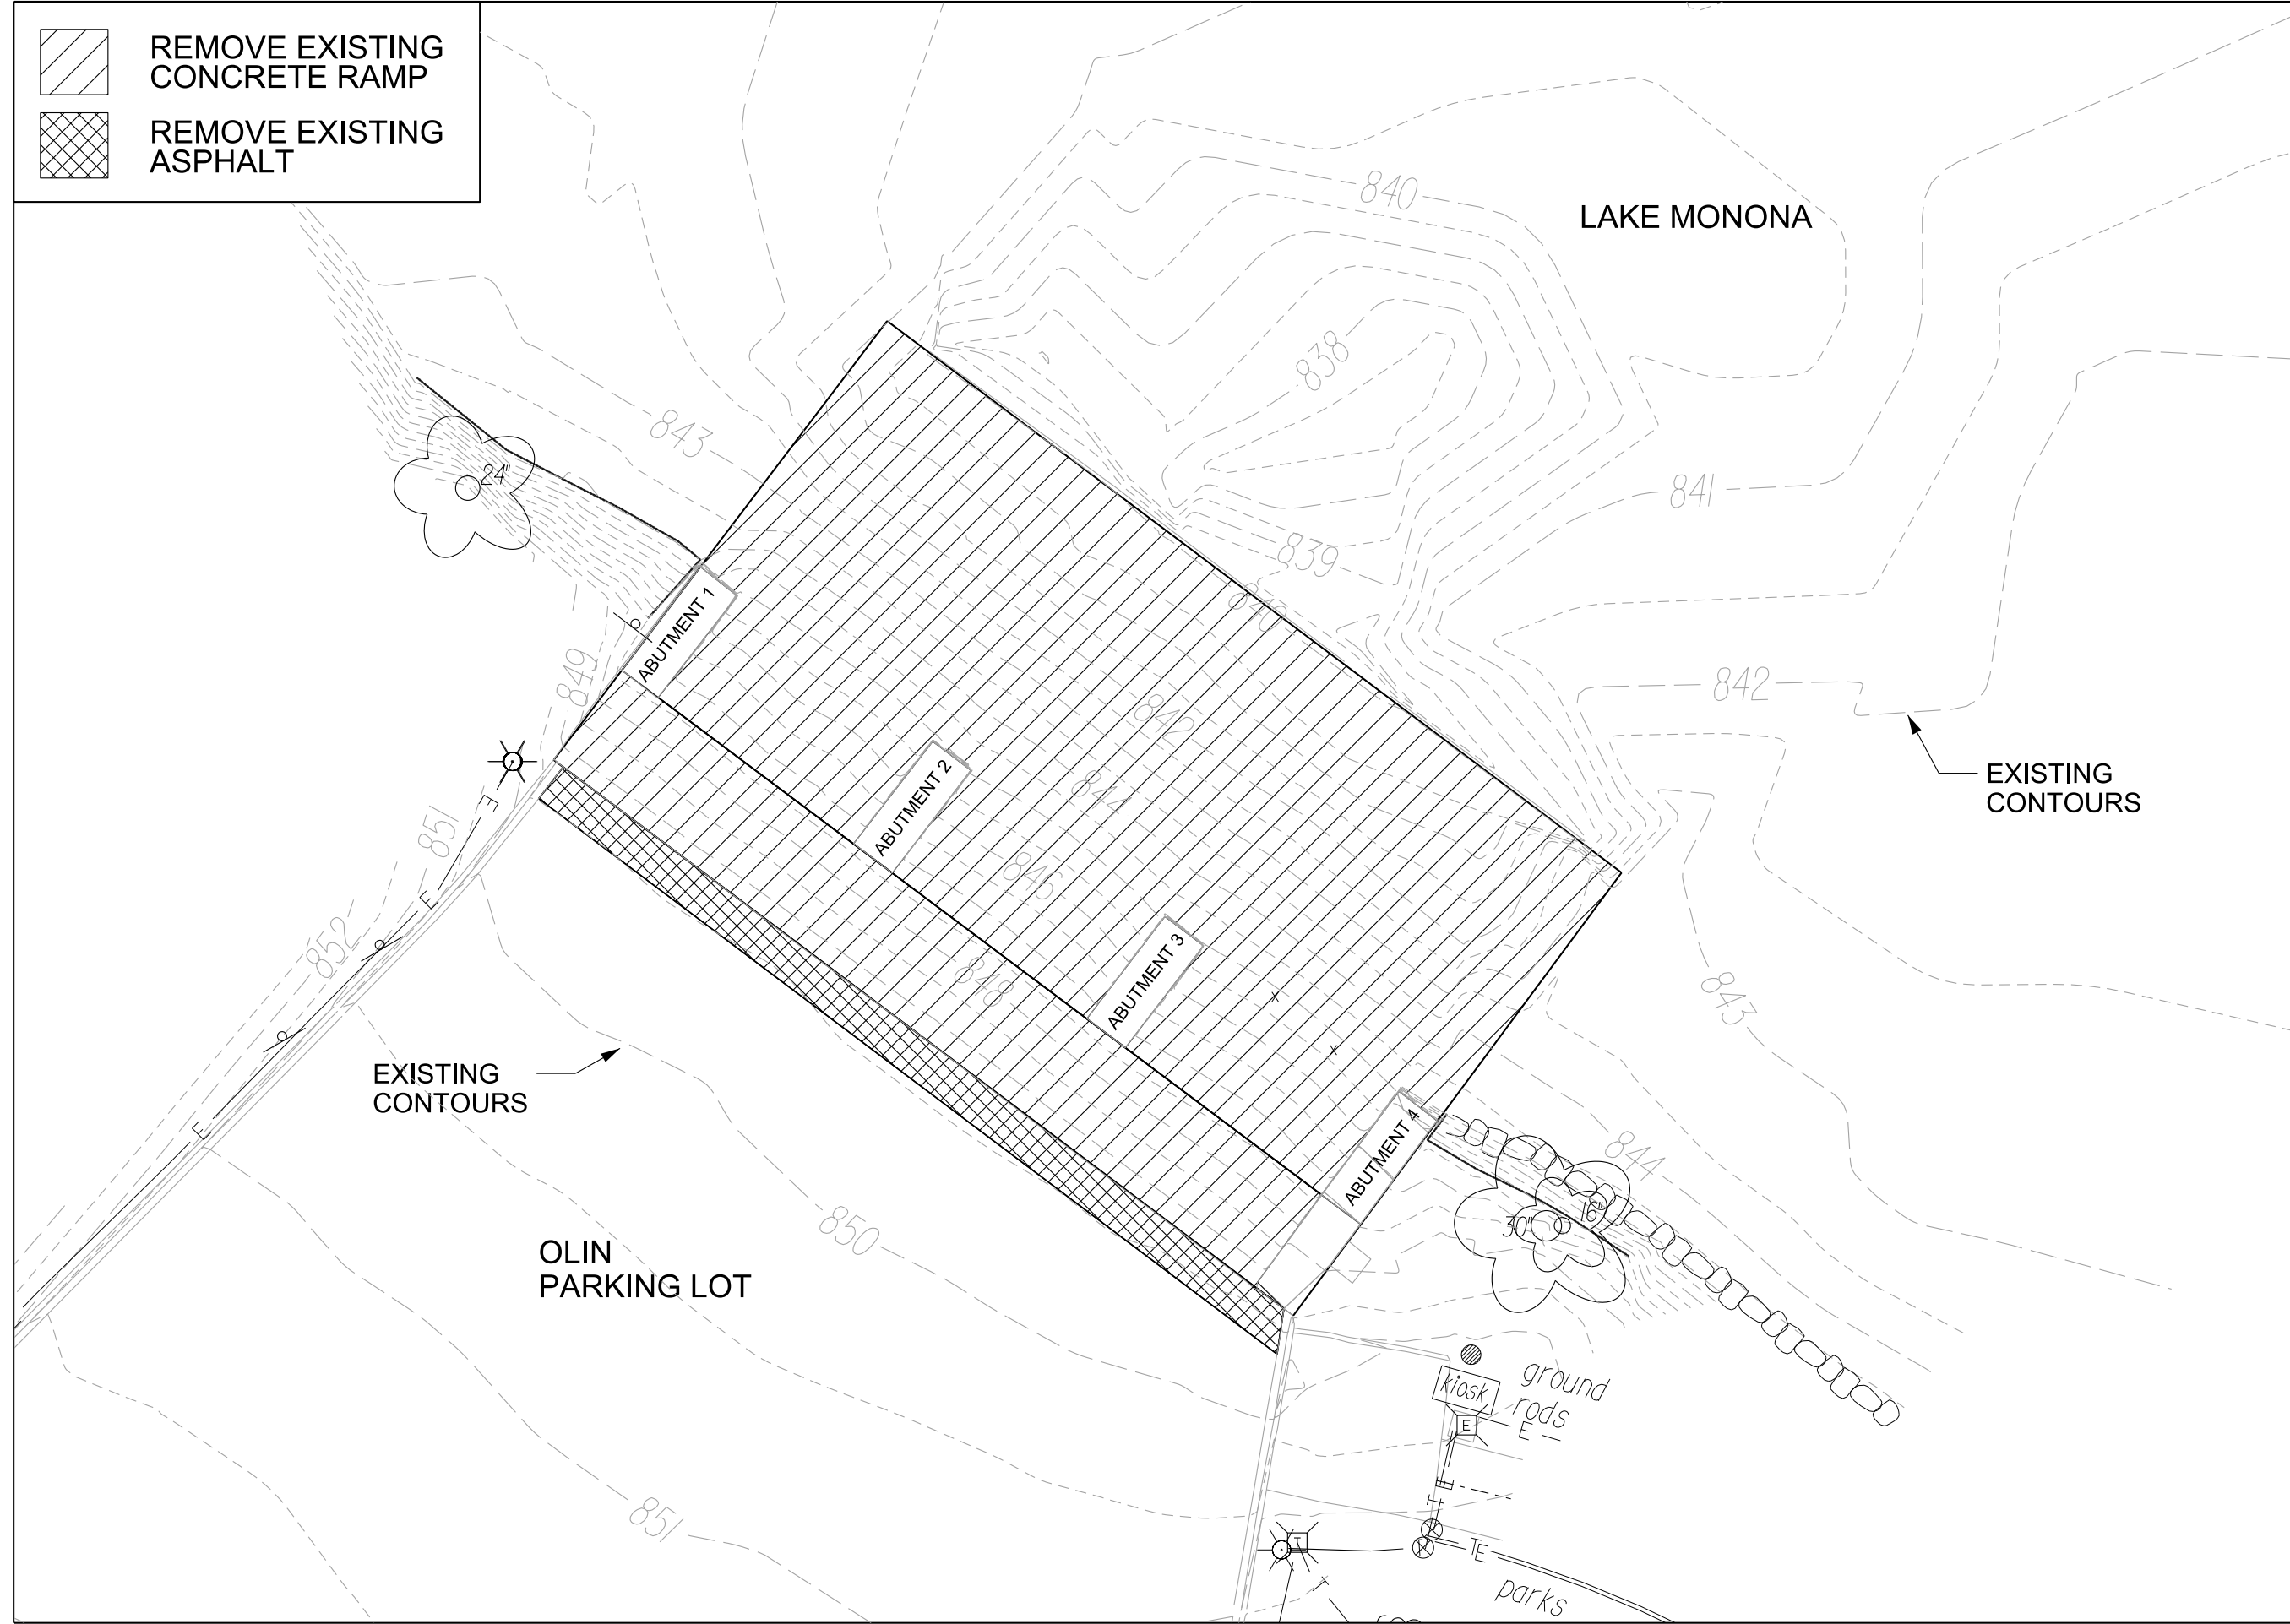 REMOVE EXISTING
CONCRETE RAMP
REMOVE EXISTING
ASPHALT
LAKE MONONA
840
838
843
841
24"
839
840
ABUTMENT 1
849
842
842
EXISTING
CONTOURS
ABUTMENT 2
844
E
851
846
E
852
848
ABUTMENT 3
843
X
X
EXISTING
CONTOURS
E
ABUTMENT 4
844
16"
30"
850
OLIN
PARKING LOT
kiosk
ground
rods
E
E
851
T
TE
T
parks